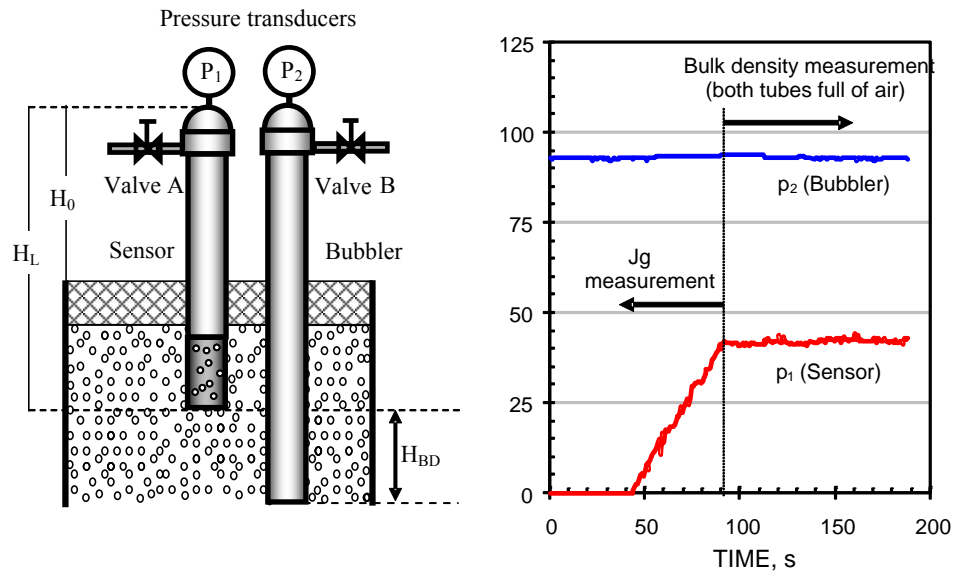 Pressure transducers
P1
P2
Valve A
Valve B
H0
HL
Sensor
Bubbler
HBD
125
100
75
50
25
0
Bulk density measurement
(both tubes full of air)
p2 (Bubbler)
Jg
measurement
p1 (Sensor)
0
50
100
150
200
TIME, s